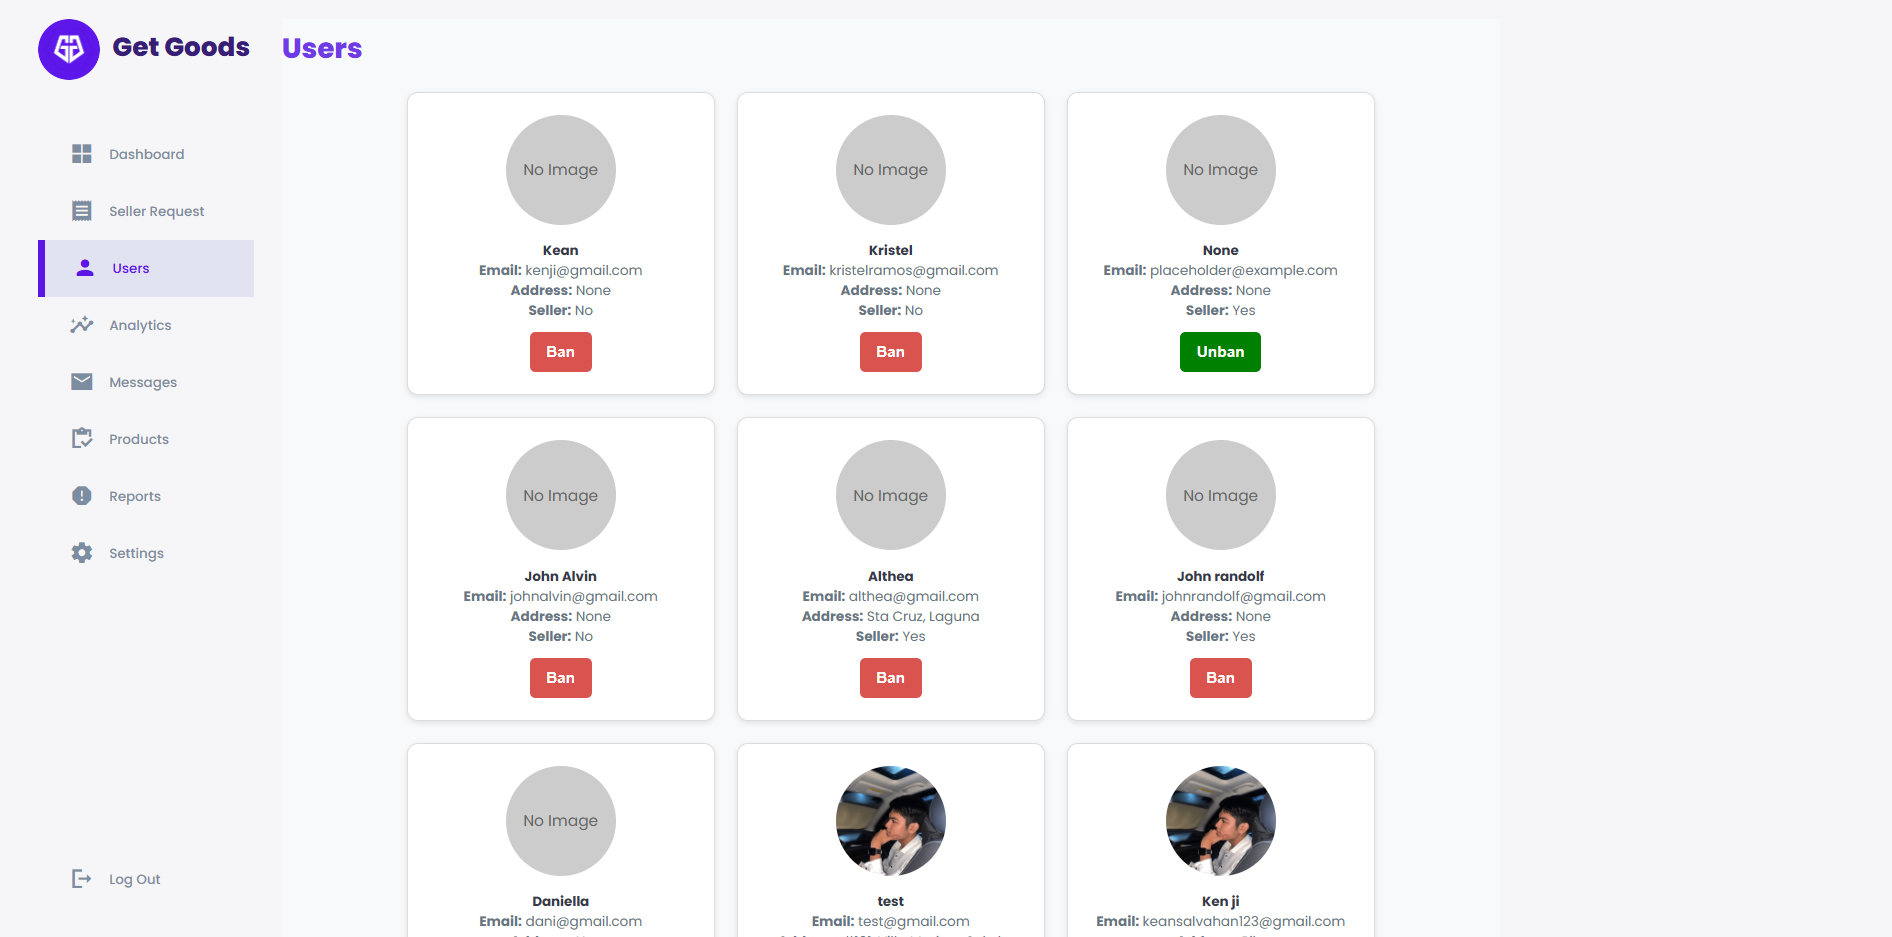 Get Goods
Dashboard
Seller Request
Users
Analytics
Messages
Products
Reports
Settings
Log Out
Users
No Image
Kean
Email: kenji@gmail.com
Address: None
Seller: No
Ban
No Image
Kristel
Email: kristelramos@gmail.com
Address: None
Seller: No
Ban
No Image
None
Email: placeholder@example.com
Address: None
Seller: Yes
Unban
No Image
John Alvin
Email: johnalvin@gmail.com
Address: None
Seller: No
Ban
No Image
Althea
Email: althea@gmail.com
Address: Sta Cruz, Laguna
Seller: Yes
Ban
No Image
John randolf
Email: johnrandolf@gmail.com
Address: None
Seller: Yes
Ban
No Image
Daniella
Email: dani@gmail.com
test
Email: test@gmail.com
Ken ji
Email: keansalvahan123@gmail.com